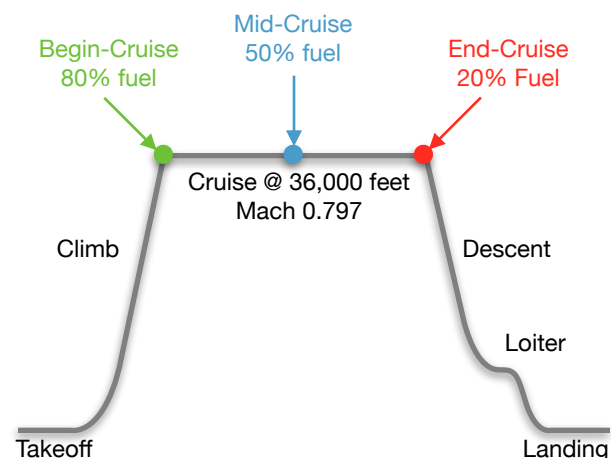 Mid-Cruise
50% fuel
Begin-Cruise
80% fuel
End-Cruise
20% Fuel
Cruise @ 36,000 feet
Mach 0.797
Climb
Descent
Loiter
Takeoff
Landing